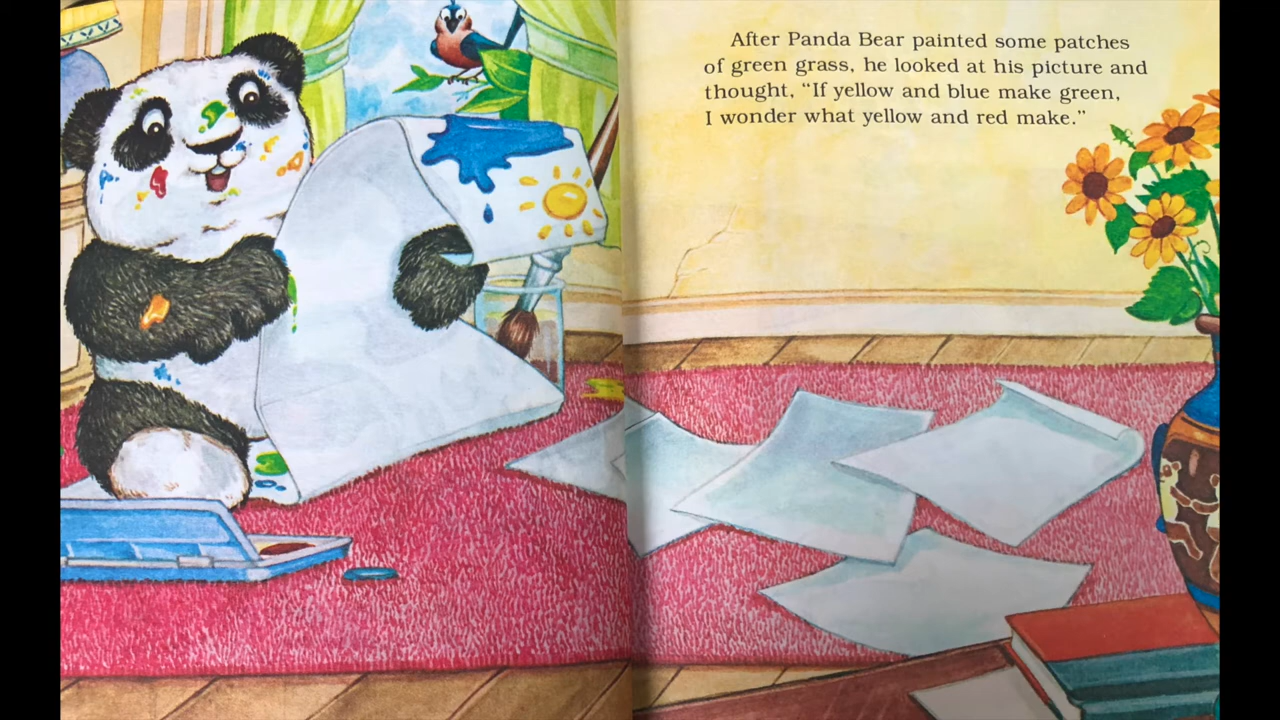 After Panda Bear painted some patches
of green grass, he looked at his picture and
thought, “If yellow and blue make green,
I wonder what yellow and red make.”